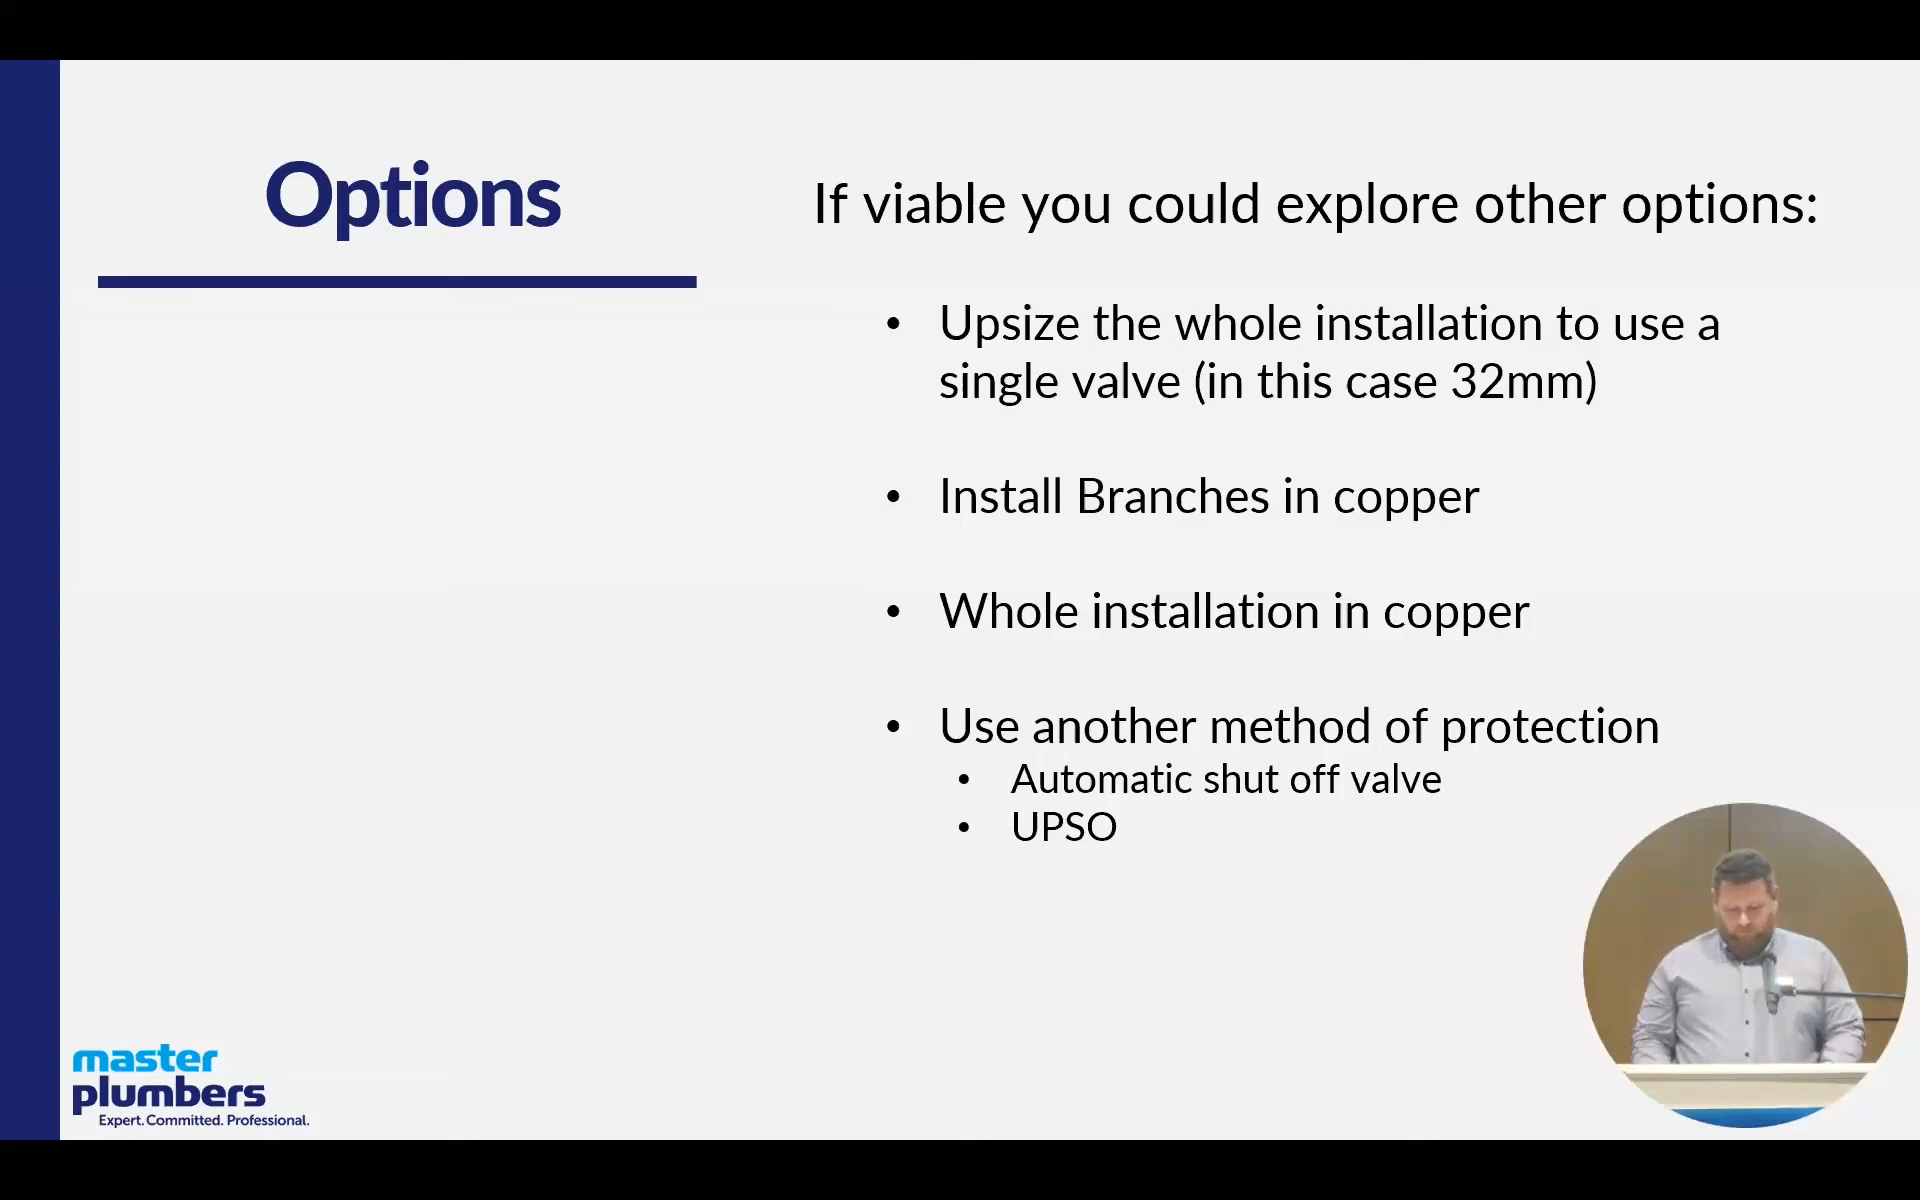 Options
If viable you could explore other options:
• Upsize the whole installation to use a
single valve (in this case 32mm)
• Install Branches in copper
• Whole installation in copper
• Use another method of protection
• Automatic shut off valve
• UPSO
master
plumbers
Expert. Committed. Professional.